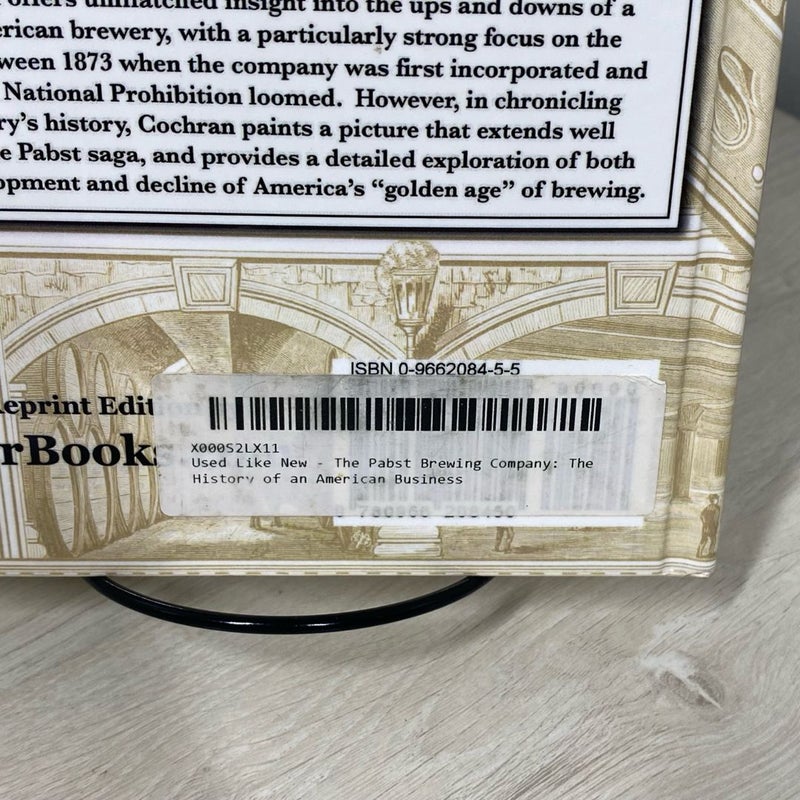 offers unmatched insight into the ups and downs of a
erican brewery, with a particularly strong focus on the
ween 1873 when the company was first incorporated and
National Prohibition loomed. However, in chronicling
ry's history, Cochran paints a picture that extends well
e Pabst saga, and provides a detailed exploration of both
opment and decline of America's “golden age” of brewing.
ISBN 0-9662084-5-5
eprint Edit
rBooks
X000S2LX11
Used Like New - The Pabst Brewing Company: The
History of an American Business